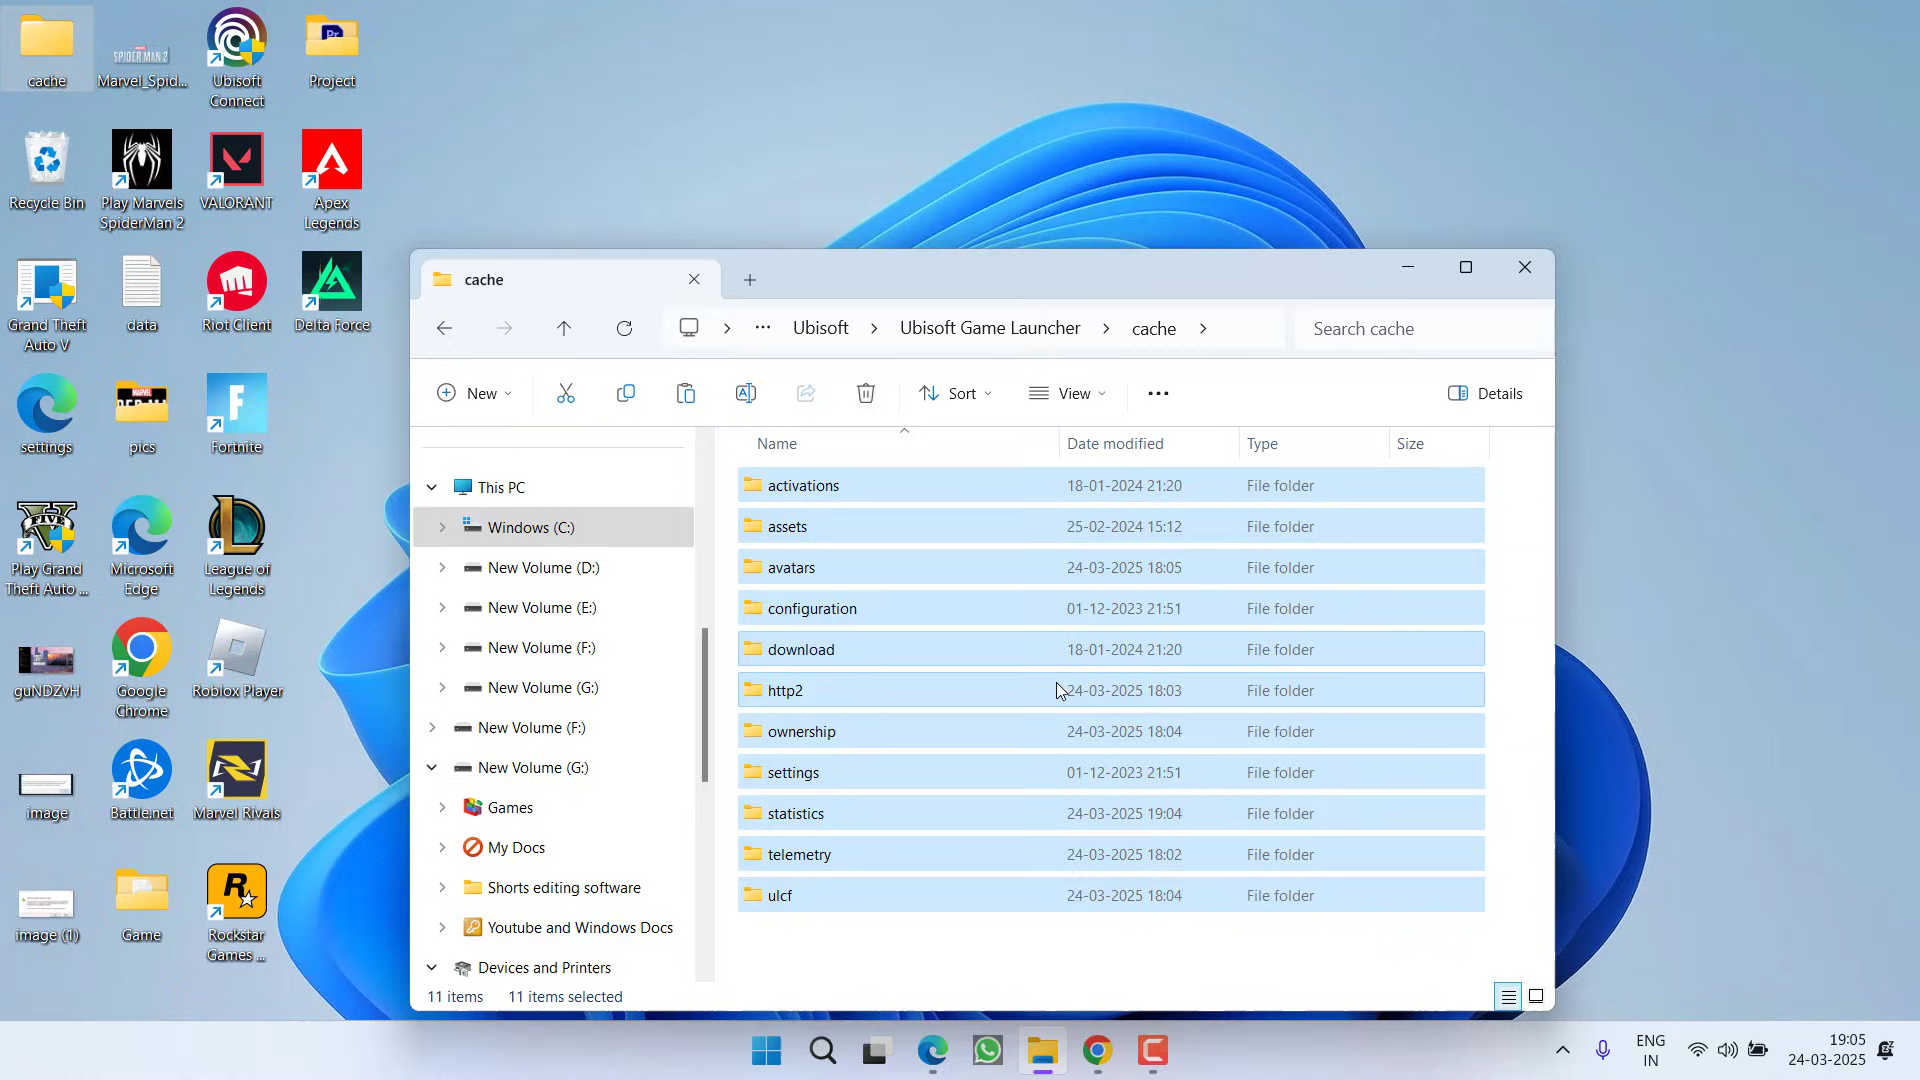 cache
Marvel_Spid...
Ubisoft
Connect
Project
Recycle Bin
Play Marvels
SpiderMan 2
VALORANT
Apex
Legends
Grand Theft
Auto V
data
Riot Client
Delta Force
settings
pics
Fortnite
Play Grand
Theft Auto ...
Microsoft
Edge
League of
Legends
guNDZvH
Google
Chrome
Roblox Player
image
Battle.net
Marvel Rivals
image (1)
Game
Rockstar
Games ...
SPIDER-MAN 2
Pr
FIVE
cache
Ubisoft
Ubisoft Game Launcher
cache
Search cache
New
Sort
View
Details
This PC
Windows (C:)
New Volume (D:)
New Volume (E:)
New Volume (F:)
New Volume (G:)
New Volume (F:)
New Volume (G:)
Games
My Docs
Shorts editing software
Youtube and Windows Docs
Devices and Printers
Name Date modified Type Size
activations 18-01-2024 21:20 File folder
assets 25-02-2024 15:12 File folder
avatars 24-03-2025 18:05 File folder
configuration 01-12-2023 21:51 File folder
download 18-01-2024 21:20 File folder
http2 24-03-2025 18:03 File folder
ownership 24-03-2025 18:04 File folder
settings 01-12-2023 21:51 File folder
statistics 24-03-2025 19:04 File folder
telemetry 24-03-2025 18:02 File folder
ulcf 24-03-2025 18:04 File folder
11 items 11 items selected
ENG
IN
19:05
24-03-2025